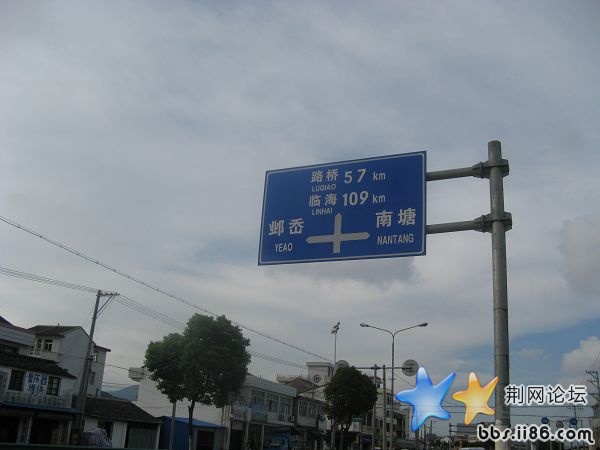 路桥 57 km
LUQIAO
临海 109 km
LINHAI
邺岙 南塘
YEAO NANTANG
荆网论坛
bbs.ii86.com